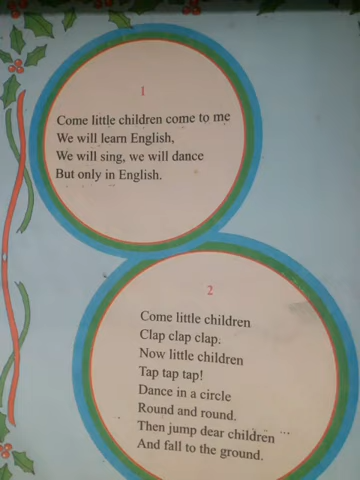 1
Come little children come to me
We will learn English,
We will sing, we will dance
But only in English.
2
Come little children
Clap clap clap.
Now little children
Tap tap tap!
Dance in a circle
Round and round.
Then jump dear children
And fall to the ground.